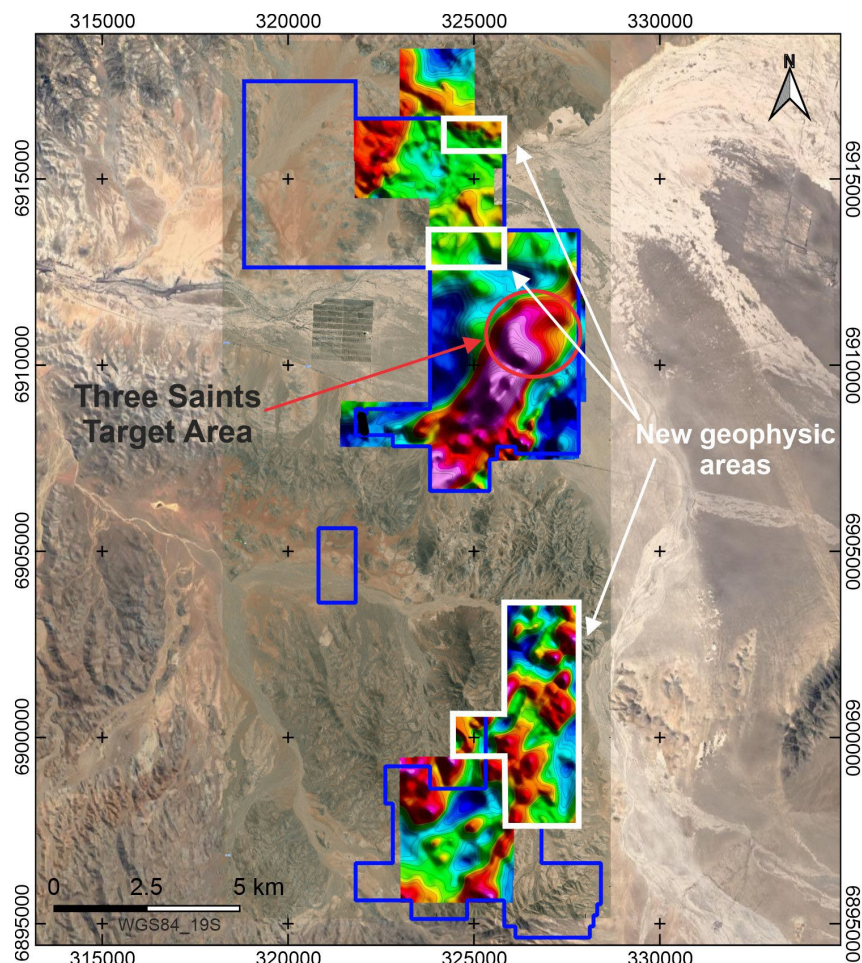 315000 320000 325000 330000
N
6915000 6915000
6910000 6910000
Three Saints
Target Area
New geophysic
areas
6905000 6905000
6900000 6900000
0 2.5 5 km
WGS84_19S
6895000 6895000
315000 320000 325000 330000